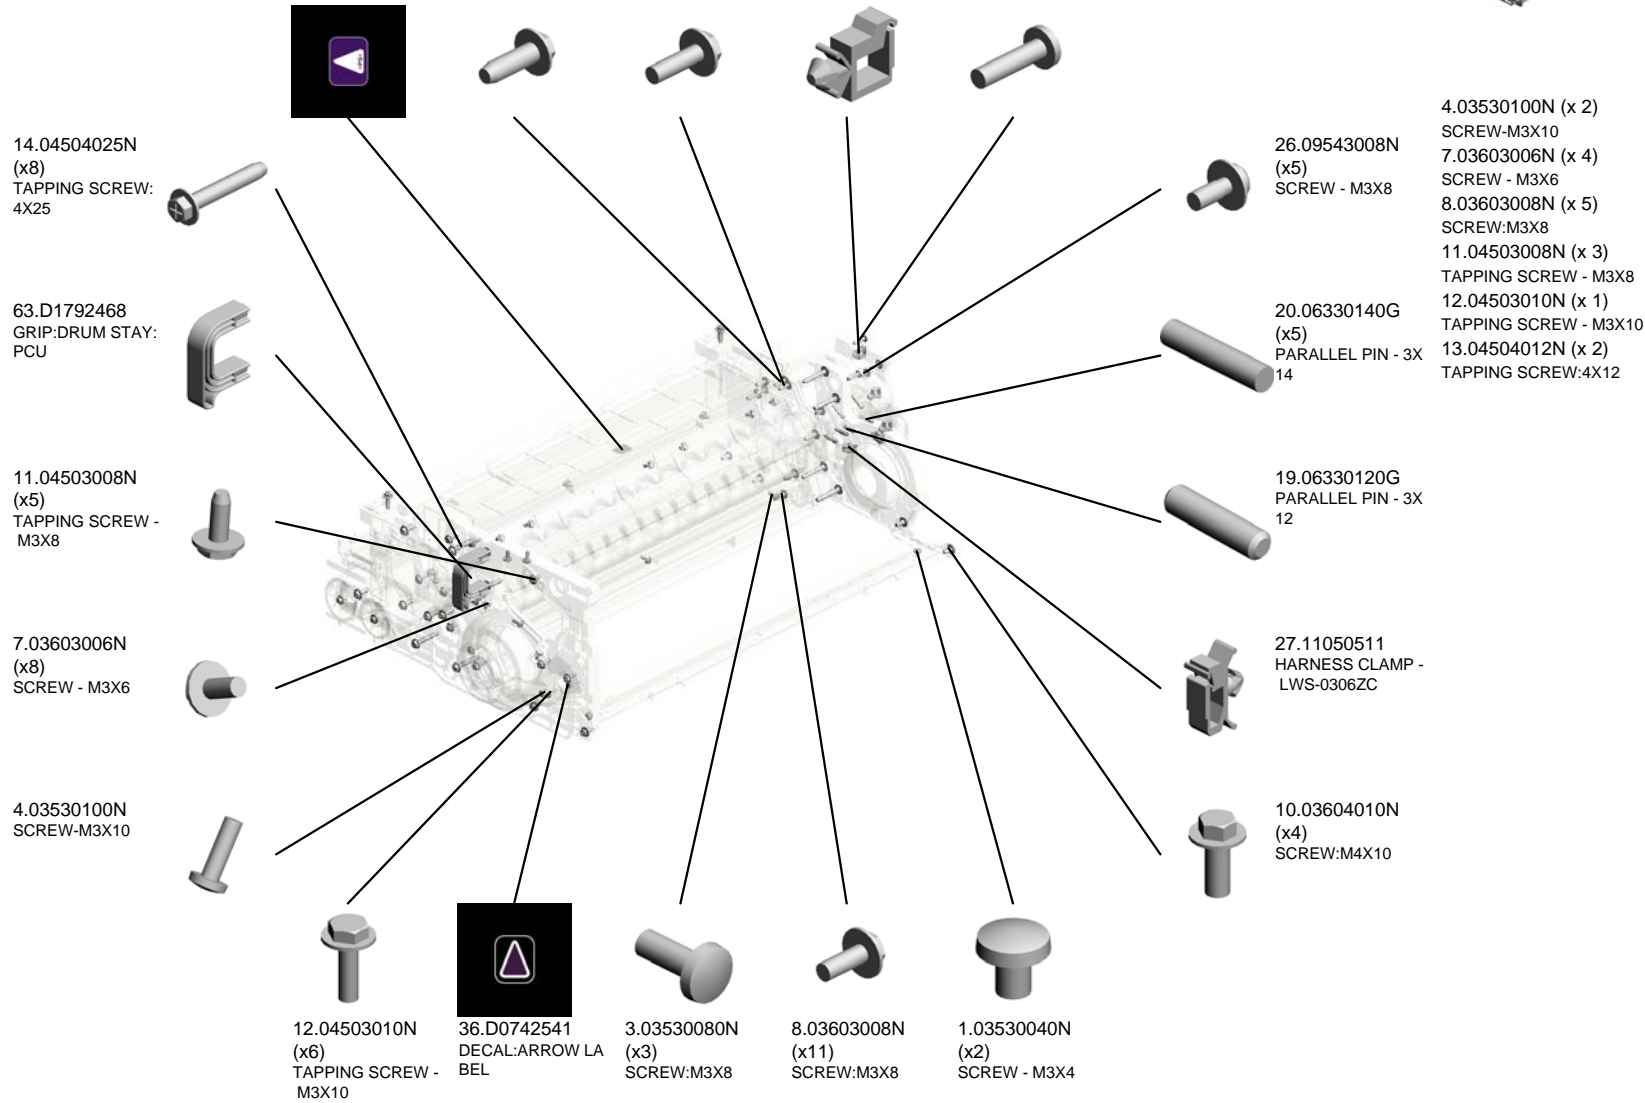 14.04504025N
(x8)
TAPPING SCREW:
4X25
63.D1792468
GRIP:DRUM STAY:
PCU
11.04503008N
(x5)
TAPPING SCREW -
M3X8
7.03603006N
(x8)
SCREW - M3X6
4.03530100N
SCREW-M3X10
12.04503010N
(x6)
TAPPING SCREW -
M3X10
36.D0742541
DECAL:ARROW LA
BEL
3.03530080N
(x3)
SCREW:M3X8
8.03603008N
(x11)
SCREW:M3X8
1.03530040N
(x2)
SCREW - M3X4
26.09543008N
(x5)
SCREW - M3X8
20.06330140G
(x5)
PARALLEL PIN - 3X
14
19.06330120G
PARALLEL PIN - 3X
12
27.11050511
HARNESS CLAMP -
LWS-0306ZC
10.03604010N
(x4)
SCREW:M4X10
4.03530100N (x 2)
SCREW-M3X10
7.03603006N (x 4)
SCREW - M3X6
8.03603008N (x 5)
SCREW:M3X8
11.04503008N (x 3)
TAPPING SCREW - M3X8
12.04503010N (x 1)
TAPPING SCREW - M3X10
13.04504012N (x 2)
TAPPING SCREW:4X12